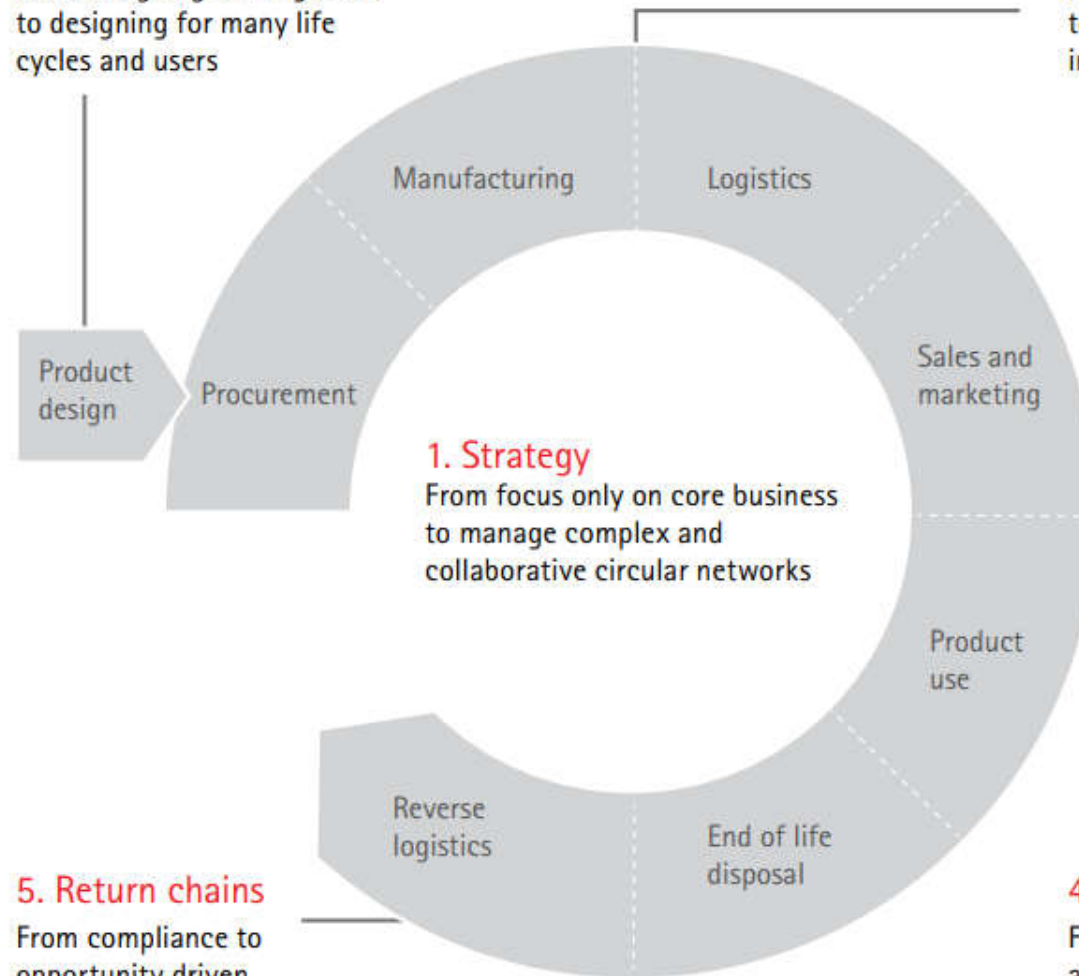 to designing for many life
cycles and users
Manufacturing
Logistics
Sales and
marketing
Product
design
Procurement
1. Strategy
From focus only on core business
to manage complex and
collaborative circular networks
Product
use
Reverse
logistics
End of life
disposal
5. Return chains
From compliance to
opportunity driven